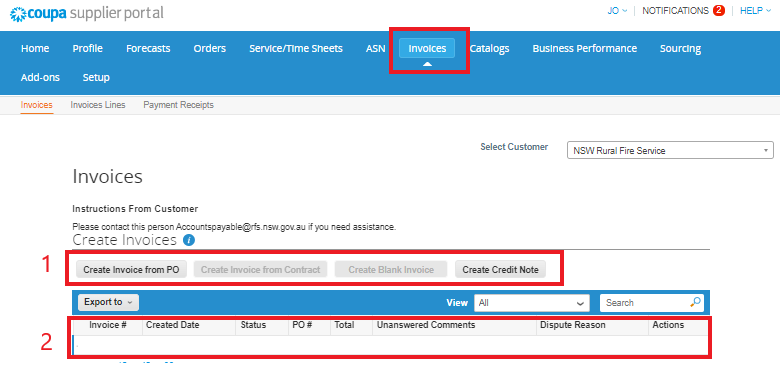 coupa supplier portal
JO NOTIFICATIONS 2 HELP
Home Profile Forecasts Orders Service/Time Sheets ASN Invoices Catalogs Business Performance Sourcing
Add-ons Setup
Invoices Invoices Lines Payment Receipts
Select Customer NSW Rural Fire Service
Invoices
Instructions From Customer
Please contact this person Accountspayable@rfs.nsw.gov.au if you need assistance.
Create Invoices i
1 Create Invoice from PO Create Invoice from Contract Create Blank Invoice Create Credit Note
Export to View All Search
2 Invoice # Created Date Status PO # Total Unanswered Comments Dispute Reason Actions